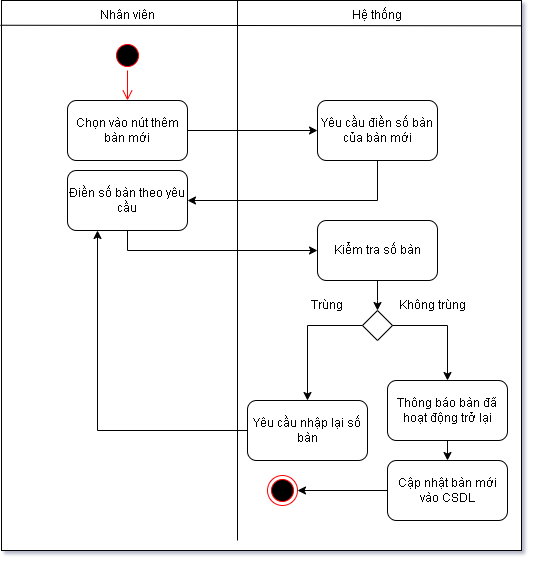 Nhân viên
Hệ thống
Chọn vào nút thêm
bàn mới
Yêu cầu điền số bàn
của bàn mới
Điền số bàn theo yêu
cầu
Kiểm tra số bàn
Trùng
Không trùng
Thông báo bàn đã
hoạt động trở lại
Yêu cầu nhập lại số
bàn
Cập nhật bàn mới
vào CSDL